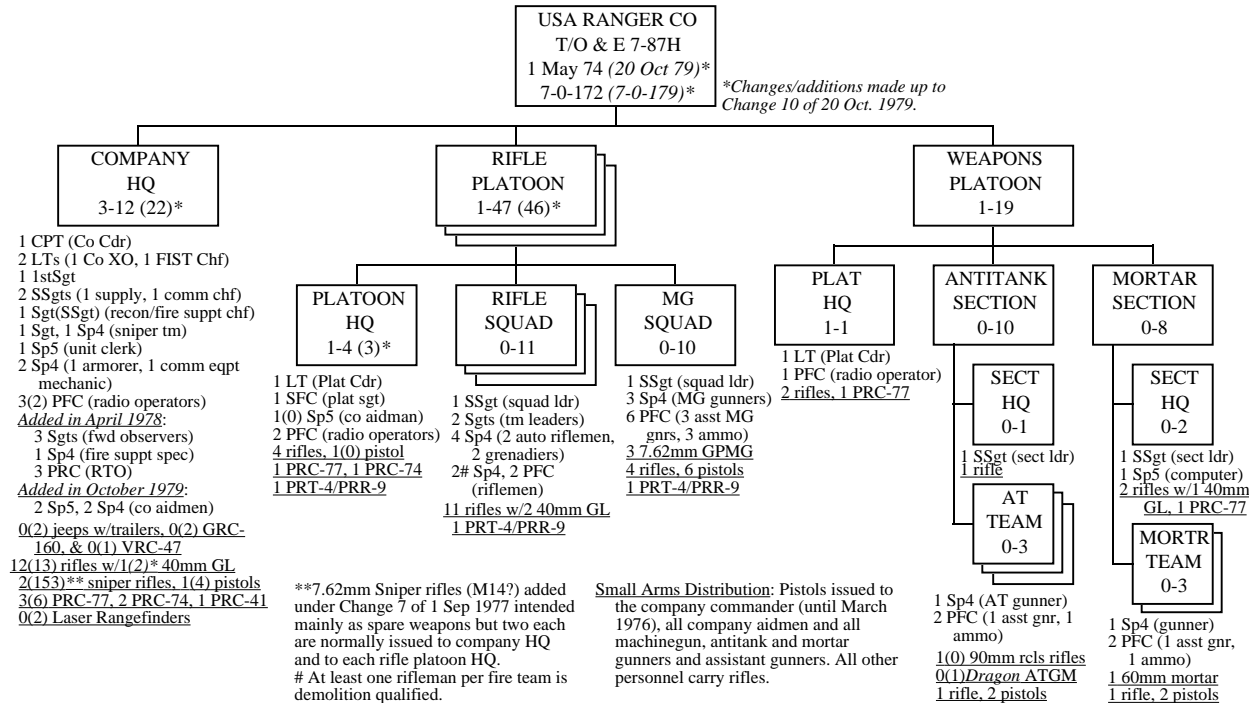 USA RANGER CO
T/O & E 7-87H
1 May 74 (20 Oct 79)*
7-0-172 (7-0-179)*
*Changes/additions made up to
Change 10 of 20 Oct. 1979.
COMPANY
HQ
3-12 (22)*
1 CPT (Co Cdr)
2 LTs (1 Co XO, 1 FIST Chf)
1 1stSgt
2 SSgts (1 supply, 1 comm chf)
1 Sgt(SSgt) (recon/fire suppt chf)
1 Sgt, 1 Sp4 (sniper tm)
1 Sp5 (unit clerk)
2 Sp4 (1 armorer, 1 comm eqpt
mechanic)
3(2) PFC (radio operators)
Added in April 1978:
3 Sgts (fwd observers)
1 Sp4 (fire suppt spec)
3 PRC (RTO)
Added in October 1979:
2 Sp5, 2 Sp4 (co aidmen)
0(2) jeeps w/trailers, 0(2) GRC-
160, & 0(1) VRC-47
12(13) rifles w/1(2)* 40mm GL
2(153)** sniper rifles, 1(4) pistols
3(6) PRC-77, 2 PRC-74, 1 PRC-41
0(2) Laser Rangefinders
RIFLE
PLATOON
1-47 (46)*
PLATOON
HQ
1-4 (3)*
1 LT (Plat Cdr)
1 SFC (plat sgt)
1(0) Sp5 (co aidman)
2 PFC (radio operators)
4 rifles, 1(0) pistol
1 PRC-77, 1 PRC-74
1 PRT-4/PRR-9
RIFLE
SQUAD
0-11
1 SSgt (squad ldr)
2 Sgts (tm leaders)
4 Sp4 (2 auto riflemen,
2 grenadiers)
2# Sp4, 2 PFC
(riflemen)
11 rifles w/2 40mm GL
1 PRT-4/PRR-9
MG
SQUAD
0-10
1 SSgt (squad ldr)
3 Sp4 (MG gunners)
6 PFC (3 asst MG
gnrs, 3 ammo)
3 7.62mm GPMG
4 rifles, 6 pistols
1 PRT-4/PRR-9
WEAPONS
PLATOON
1-19
PLAT
HQ
1-1
1 LT (Plat Cdr)
1 PFC (radio operator)
2 rifles, 1 PRC-77
ANTITANK
SECTION
0-10
SECT
HQ
0-1
1 SSgt (sect ldr)
1 rifle
AT
TEAM
0-3
1 Sp4 (AT gunner)
2 PFC (1 asst gnr, 1
ammo)
1(0) 90mm rcls rifles
0(1)Dragon ATGM
1 rifle, 2 pistols
MORTAR
SECTION
0-8
SECT
HQ
0-2
1 SSgt (sect ldr)
1 Sp5 (computer)
2 rifles w/1 40mm
GL, 1 PRC-77
MORTR
TEAM
0-3
1 Sp4 (gunner)
2 PFC (1 asst gnr,
1 ammo)
1 60mm mortar
1 rifle, 2 pistols
**7.62mm Sniper rifles (M14?) added
under Change 7 of 1 Sep 1977 intended
mainly as spare weapons but two each
are normally issued to company HQ
and to each rifle platoon HQ.
# At least one rifleman per fire team is
demolition qualified.
Small Arms Distribution: Pistols issued to
the company commander (until March
1976), all company aidmen and all
machinegun, antitank and mortar
gunners and assistant gunners. All other
personnel carry rifles.